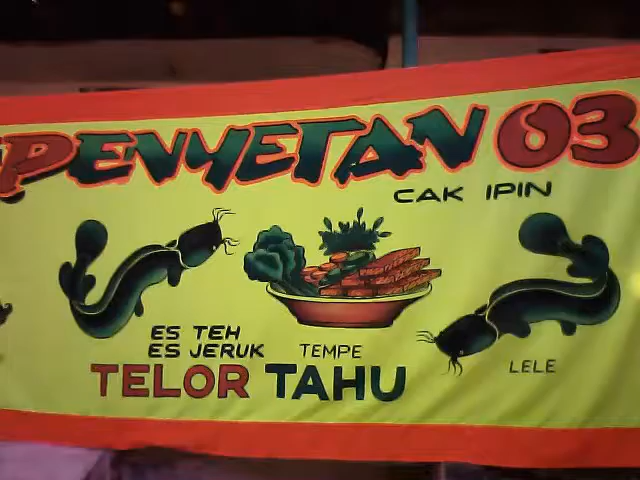 PENYETAN 03
CAK IPIN
ES TEH
ES JERUK
TEMPE
TELOR TAHU
LELE